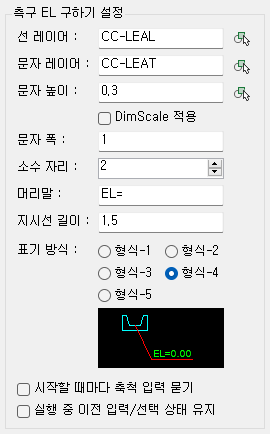 측구 EL 구하기 설정
선 레이어 : CC-LEAL
문자 레이어 : CC-LEAT
문자 높이 : 0.3
DimScale 적용
문자 폭 : 1
소수 자리 : 2
머리말 : EL=
지시선 길이 : 1.5
표기 방식 : 형식-1 형식-2
형식-3 형식-4
형식-5
EL=0.00
시작할 때마다 축척 입력 묻기
실행 중 이전 입력/선택 상태 유지